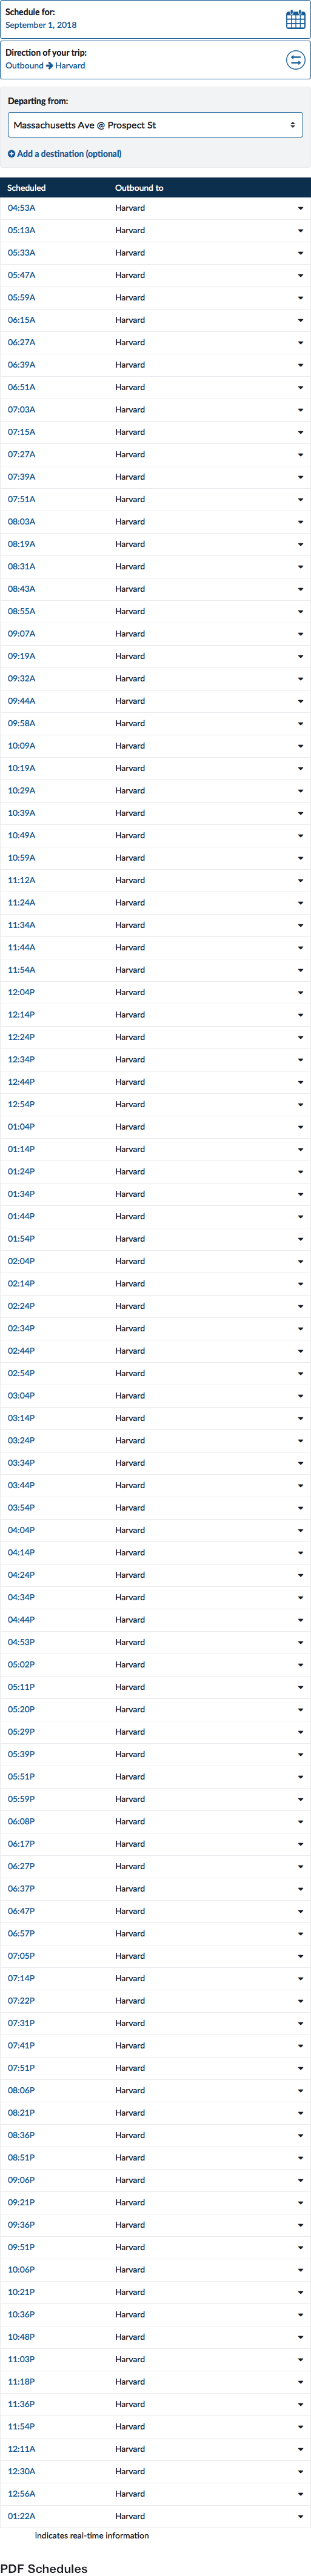 Schedule for:
September 1, 2018
Direction of your trip:
Outbound → Harvard
Departing from:
Massachusetts Ave @ Prospect St
Add a destination (optional)
Scheduled Outbound to
04:53A Harvard
05:13A Harvard
05:33A Harvard
05:47A Harvard
05:59A Harvard
06:15A Harvard
06:27A Harvard
06:39A Harvard
06:51A Harvard
07:03A Harvard
07:15A Harvard
07:27A Harvard
07:39A Harvard
07:51A Harvard
08:03A Harvard
08:19A Harvard
08:31A Harvard
08:43A Harvard
08:55A Harvard
09:07A Harvard
09:19A Harvard
09:32A Harvard
09:44A Harvard
09:58A Harvard
10:09A Harvard
10:19A Harvard
10:29A Harvard
10:39A Harvard
10:49A Harvard
10:59A Harvard
11:12A Harvard
11:24A Harvard
11:34A Harvard
11:44A Harvard
11:54A Harvard
12:04P Harvard
12:14P Harvard
12:24P Harvard
12:34P Harvard
12:44P Harvard
12:54P Harvard
01:04P Harvard
01:14P Harvard
01:24P Harvard
01:34P Harvard
01:44P Harvard
01:54P Harvard
02:04P Harvard
02:14P Harvard
02:24P Harvard
02:34P Harvard
02:44P Harvard
02:54P Harvard
03:04P Harvard
03:14P Harvard
03:24P Harvard
03:34P Harvard
03:44P Harvard
03:54P Harvard
04:04P Harvard
04:14P Harvard
04:24P Harvard
04:34P Harvard
04:44P Harvard
04:53P Harvard
05:02P Harvard
05:11P Harvard
05:20P Harvard
05:29P Harvard
05:39P Harvard
05:51P Harvard
05:59P Harvard
06:08P Harvard
06:17P Harvard
06:27P Harvard
06:37P Harvard
06:47P Harvard
06:57P Harvard
07:05P Harvard
07:14P Harvard
07:22P Harvard
07:31P Harvard
07:41P Harvard
07:51P Harvard
08:06P Harvard
08:21P Harvard
08:36P Harvard
08:51P Harvard
09:06P Harvard
09:21P Harvard
09:36P Harvard
09:51P Harvard
10:06P Harvard
10:21P Harvard
10:36P Harvard
10:48P Harvard
11:03P Harvard
11:18P Harvard
11:36P Harvard
11:54P Harvard
12:11A Harvard
12:30A Harvard
12:56A Harvard
01:22A Harvard
indicates real-time information
PDF Schedules